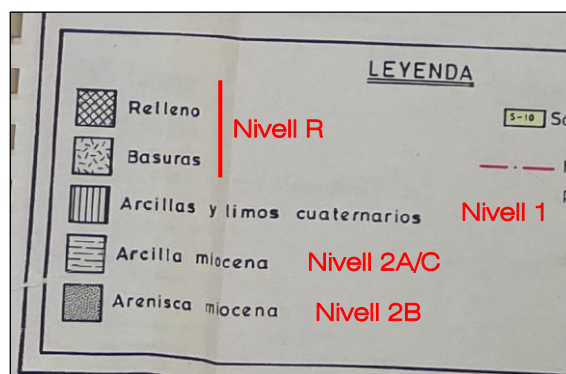 LEYENDA
Relleno
Nivell R
Basuras
Arcillas y limos cuaternarios
Nivell 1
Arcilla miocena
Nivell 2A/C
Arenisca miocena
Nivell 2B
S-10